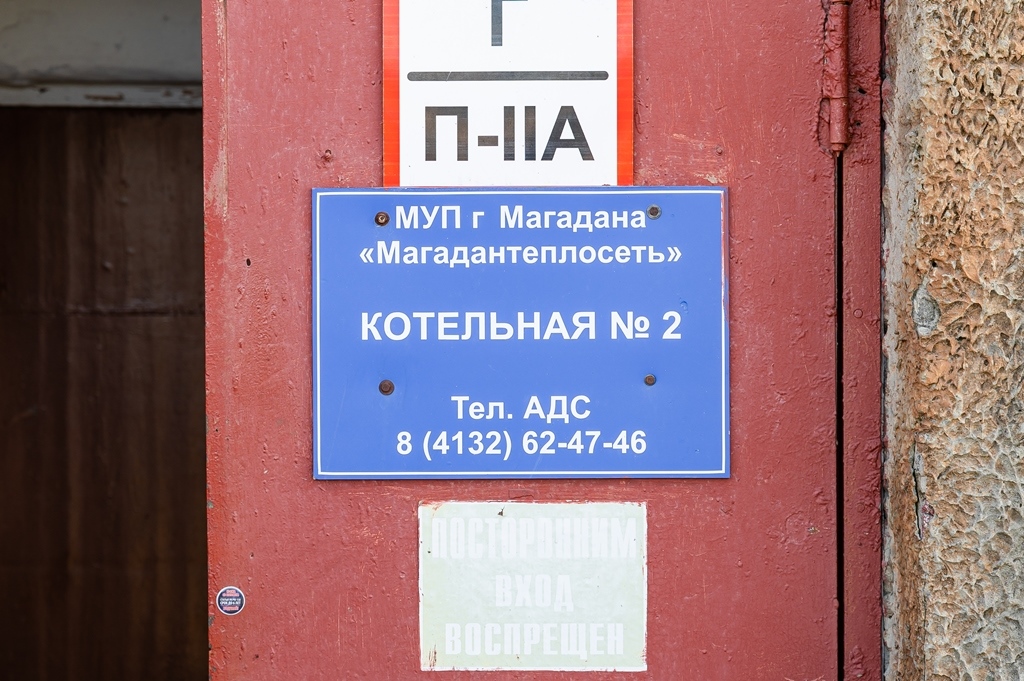 Г
П-IIА
МУП г Магадана
«Магадантеплосеть»
КОТЕЛЬНАЯ № 2
Тел. АДС
8 (4132) 62-47-46
ПОСТОРОННИМ
ВХОД
ВОСПРЕЩЕН